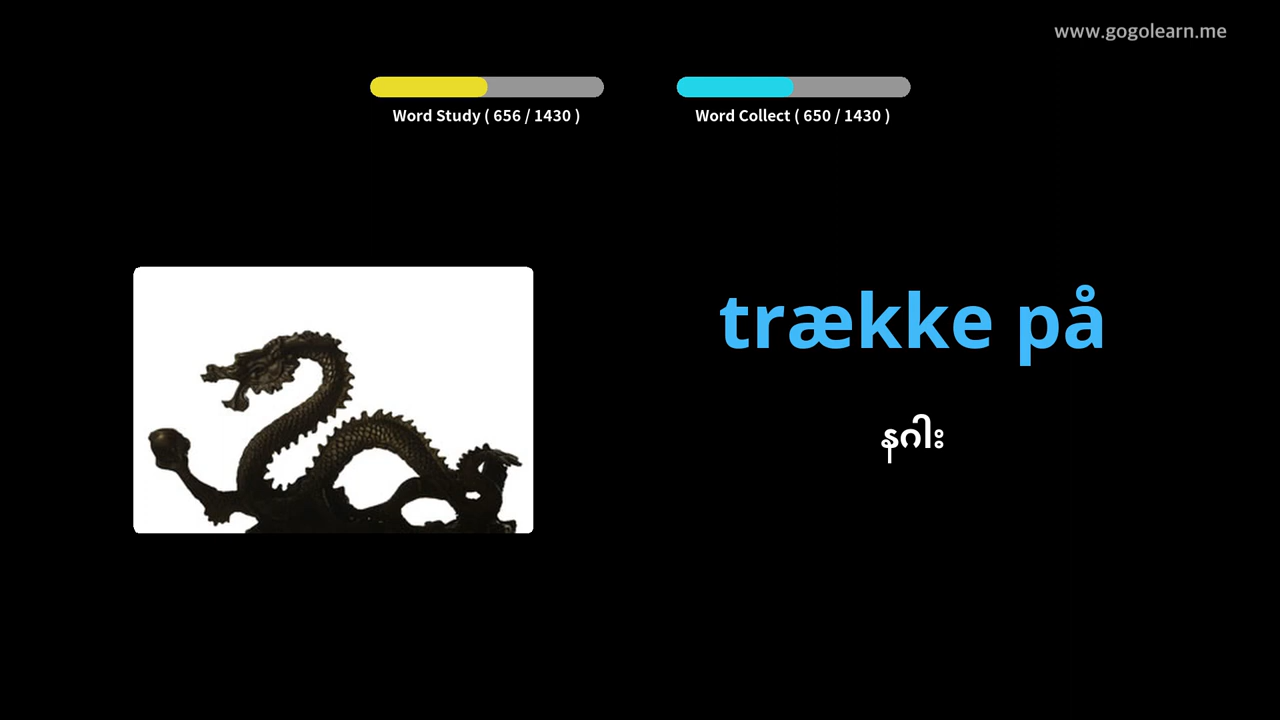 www.gogolearn.me
Word Study ( 656 / 1430 )
Word Collect ( 650 / 1430 )
trække på
နဂါး